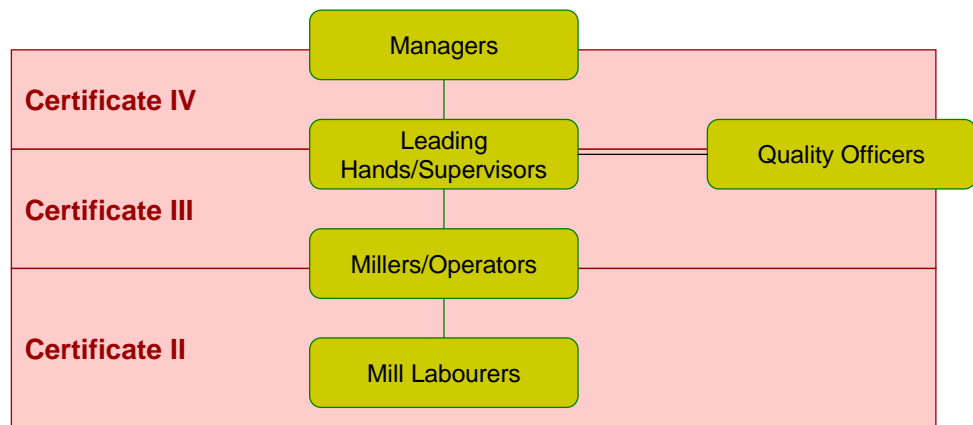 Managers
Certificate IV
Leading
Hands/Supervisors
Quality Officers
Certificate III
Millers/Operators
Certificate II
Mill Labourers